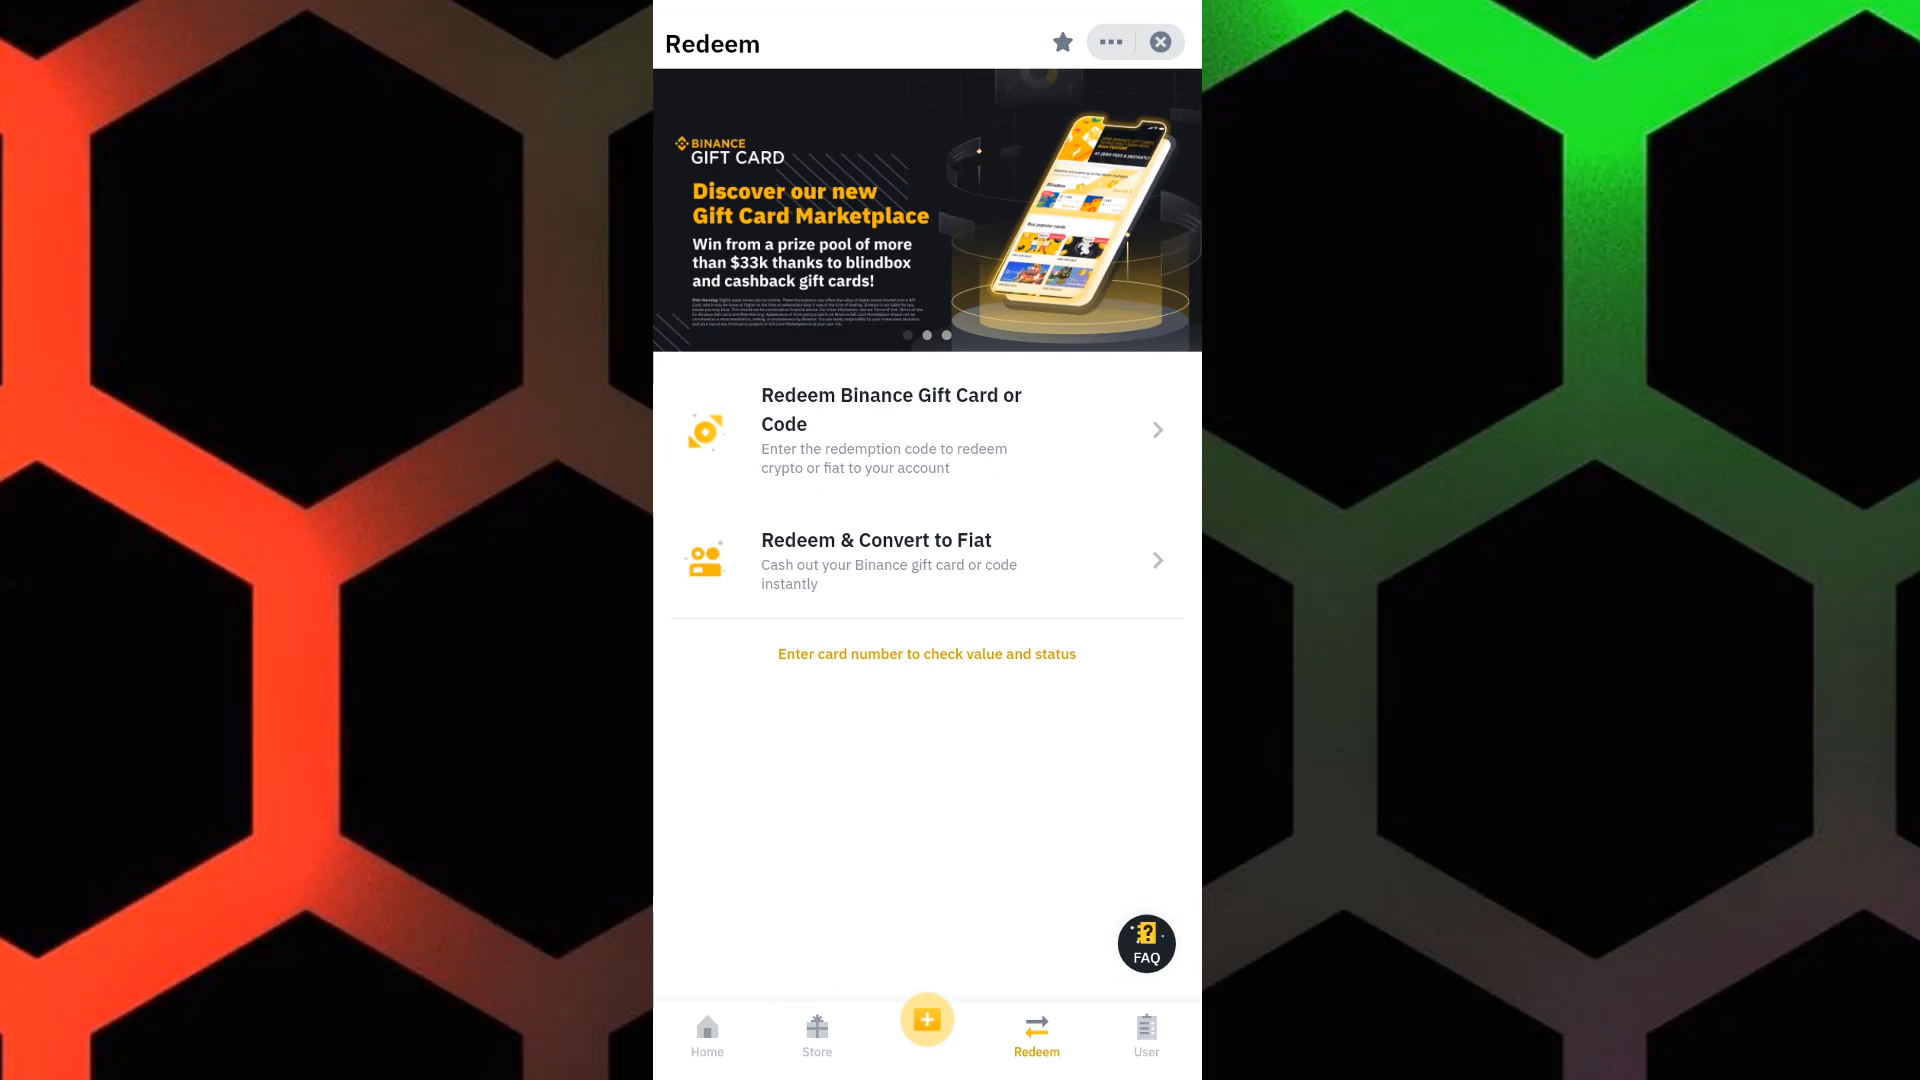 Redeem
BINANCE
GIFT CARD
Discover our new
Gift Card Marketplace
Win from a prize pool of more
than $33k thanks to blindbox
and cashback gift cards!
Buy popular cards
Redeem Binance Gift Card or
Code
Enter the redemption code to redeem
crypto or fiat to your account
Redeem & Convert to Fiat
Cash out your Binance gift card or code
instantly
Enter card number to check value and status
FAQ
Home
Store
Redeem
User